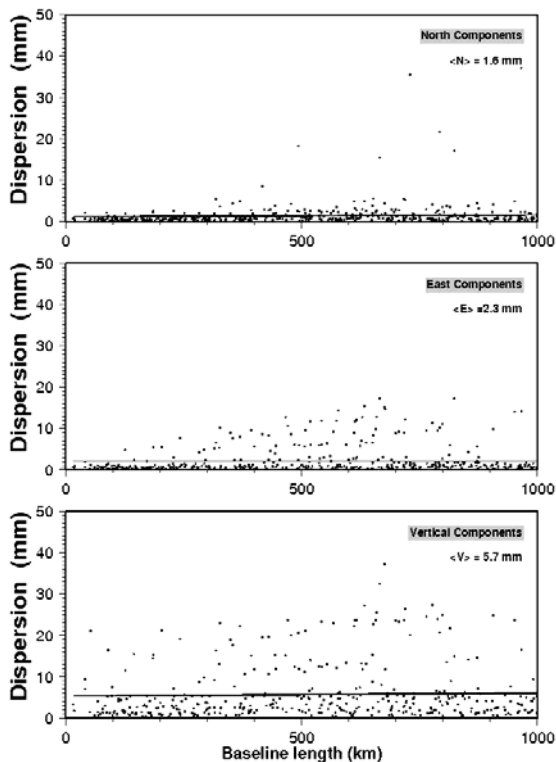 50
North Components
<N> = 1.6 mm
40
30
20
10
0
Dispersion (mm)
0 500 1000
50
East Components
<E> =2.3 mm
40
30
20
10
0
Dispersion (mm)
0 500 1000
50
Vertical Components
<V> = 5.7 mm
40
30
20
10
0
Dispersion (mm)
0 500 1000
Baseline length (km)